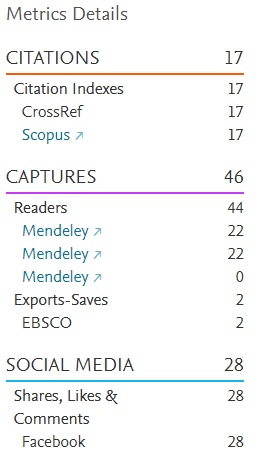 Metrics Details
CITATIONS 17
Citation Indexes 17
CrossRef 17
Scopus ↗ 17
CAPTURES 46
Readers 44
Mendeley ↗ 22
Mendeley ↗ 22
Mendeley ↗ 0
Exports-Saves 2
EBSCO 2
SOCIAL MEDIA 28
Shares, Likes & 28
Comments
Facebook 28